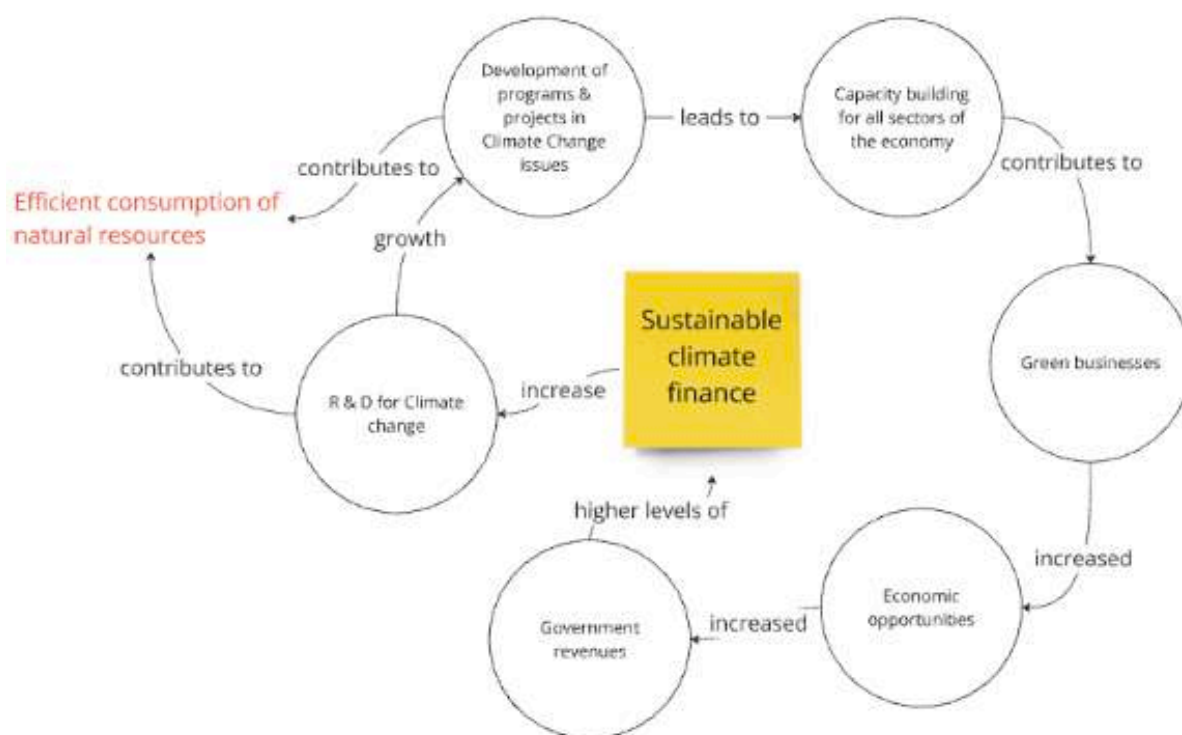 Development of
programs &
projects in
Climate Change
issues
leads to
Capacity building
for all sectors of
the economy
contributes to
contributes to
Efficient consumption of
natural resources
growth
Sustainable
climate
finance
Green businesses
contributes to
increase
R & D for Climate
change
higher levels of
increased
Economic
opportunities
increased
Government
revenues